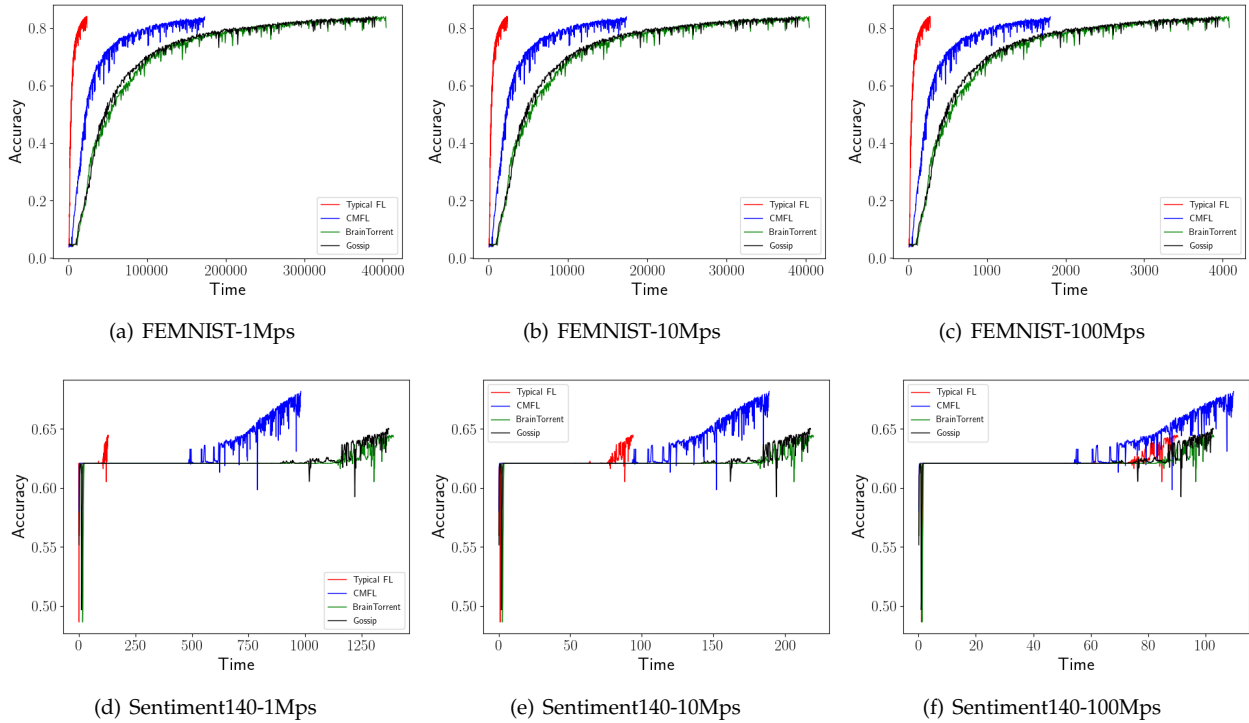 0.8
0.6
0.4
0.2
0.0
Accuracy
Typical FL
CMFL
BrainTorrent
Gossip
0 100000 200000 300000 400000
Time
(a) FEMNIST-1Mps
0.8
0.6
0.4
0.2
0.0
Accuracy
Typical FL
CMFL
BrainTorrent
Gossip
0 10000 20000 30000 40000
Time
(b) FEMNIST-10Mps
0.8
0.6
0.4
0.2
0.0
Accuracy
Typical FL
CMFL
BrainTorrent
Gossip
0 1000 2000 3000 4000
Time
(c) FEMNIST-100Mps
0.65
0.60
0.55
0.50
Accuracy
Typical FL
CMFL
BrainTorrent
Gossip
0 250 500 750 1000 1250
Time
(d) Sentiment140-1Mps
Typical FL
CMFL
BrainTorrent
Gossip
0.65
0.60
0.55
0.50
Accuracy
0 50 100 150 200
Time
(e) Sentiment140-10Mps
Typical FL
CMFL
BrainTorrent
Gossip
0.65
0.60
0.55
0.50
Accuracy
0 20 40 60 80 100
Time
(f) Sentiment140-100Mps